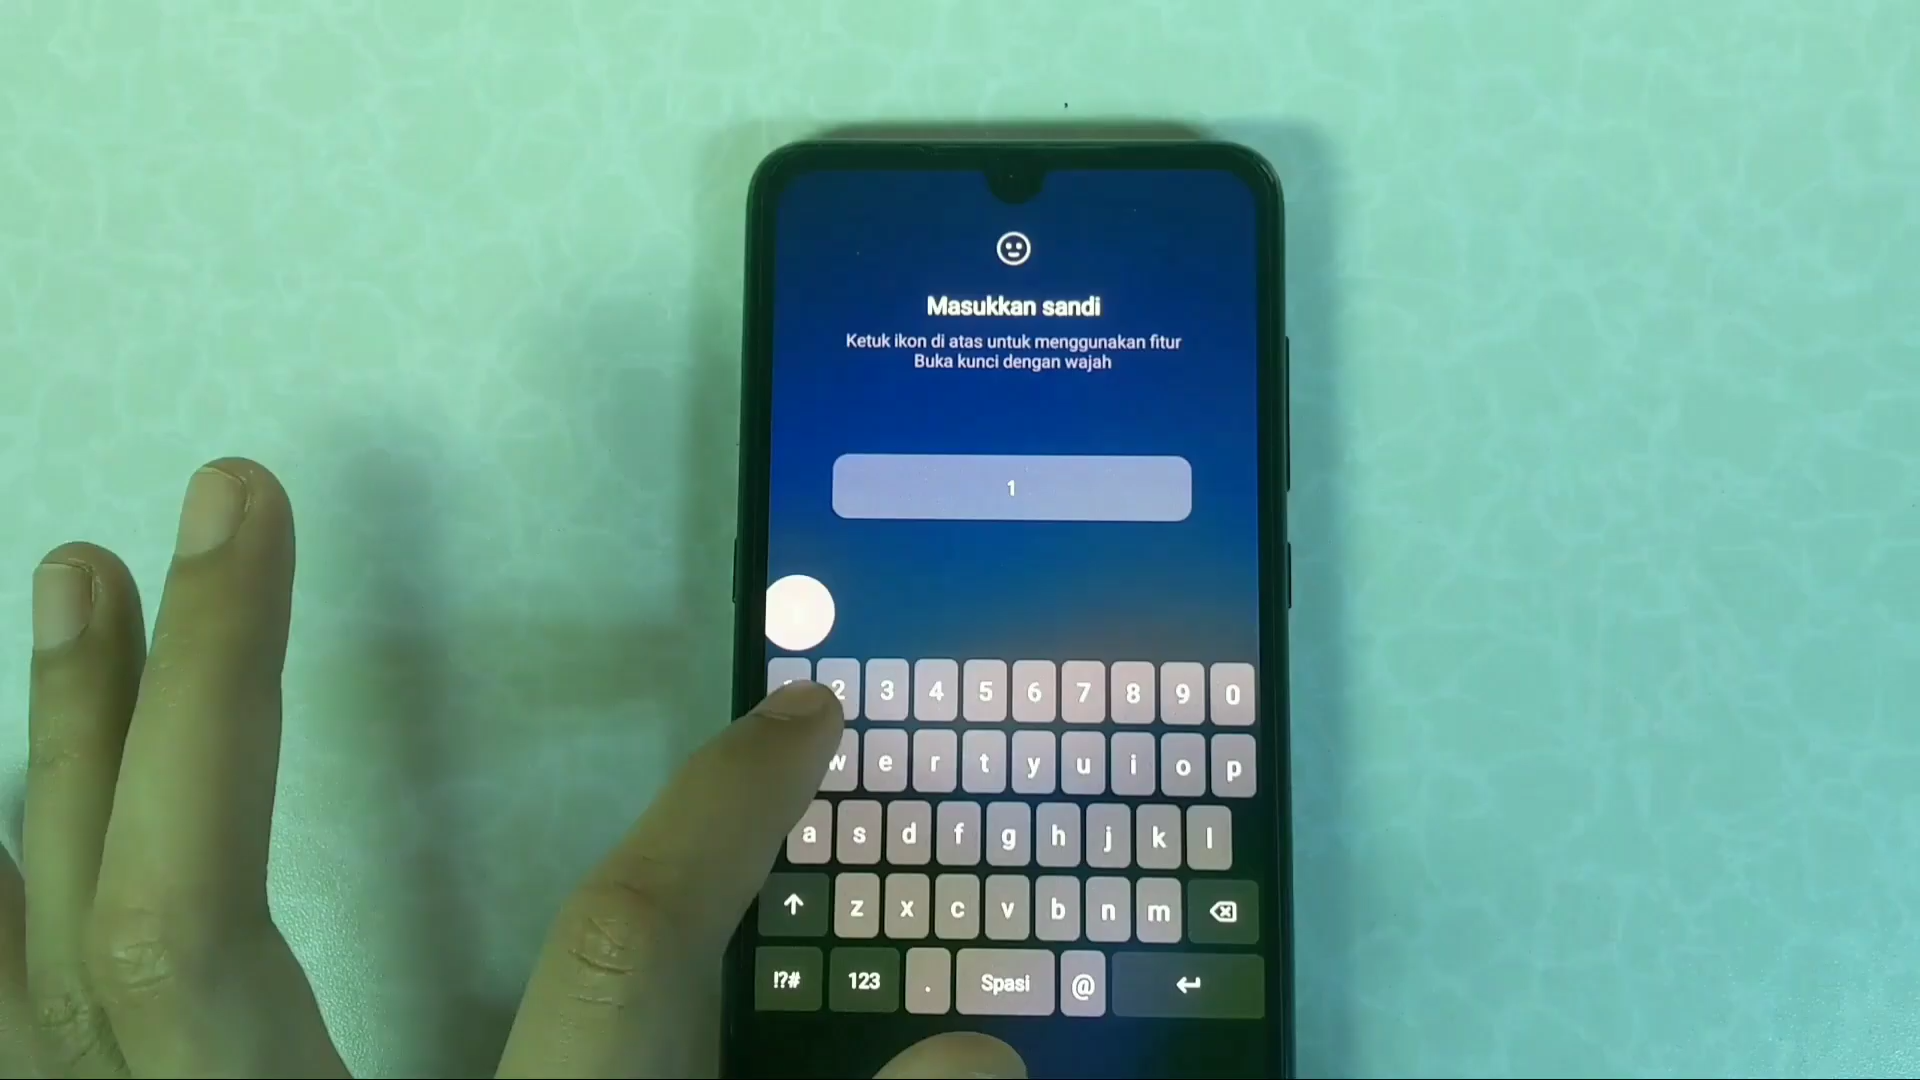 Masukkan sandi
Ketuk ikon di atas untuk menggunakan fitur
Buka kunci dengan wajah
1
2 3 4 5 6 7 8 9 0
w e r t y u i o p
a s d f g h j k l
z x c v b n m
!?# 123 . Spasi @